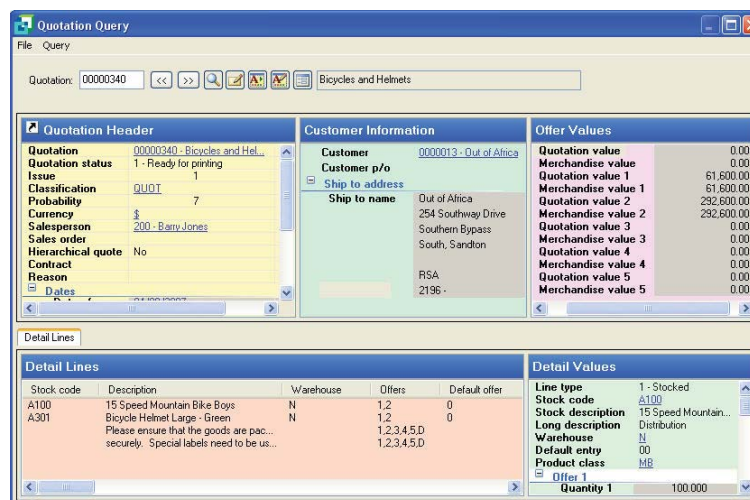 Quotation Query
File Query
Quotation: 00000340 << >> Bicycles and Helmets
Quotation Header
Quotation 00000340 - Bicycles and Hel...
Quotation status 1 - Ready for printing
Issue 1
Classification QUOT
Probability 7
Currency $
Salesperson 200 - Barry Jones
Sales order
Hierarchical quote No
Contract
Reason
Dates
Customer Information
Customer 0000013 - Out of Africa
Customer p/o
Ship to address
Ship to name Out of Africa
254 Southway Drive
Southern Bypass
South, Sandton
RSA
2196 -
Offer Values
Quotation value 0.00
Merchandise value 0.00
Quotation value 1 61,600.00
Merchandise value 1 61,600.00
Quotation value 2 292,600.00
Merchandise value 2 292,600.00
Quotation value 3 0.00
Merchandise value 3 0.00
Quotation value 4 0.00
Merchandise value 4 0.00
Quotation value 5 0.00
Merchandise value 5 0.00
Detail Lines
Detail Lines
Stock code Description Warehouse Offers Default offer
A100 15 Speed Mountain Bike Boys N 1,2 0
A301 Bicycle Helmet Large - Green N 1,2 0
Please ensure that the goods are pac... 1,2,3,4,5,D
securely. Special labels need to be us... 1,2,3,4,5,D
Detail Values
Line type 1 - Stocked
Stock code A100
Stock description 15 Speed Mountain...
Long description Distribution
Warehouse N
Default entry 00
Product class MB
Offer 1
Quantity 1 100.000